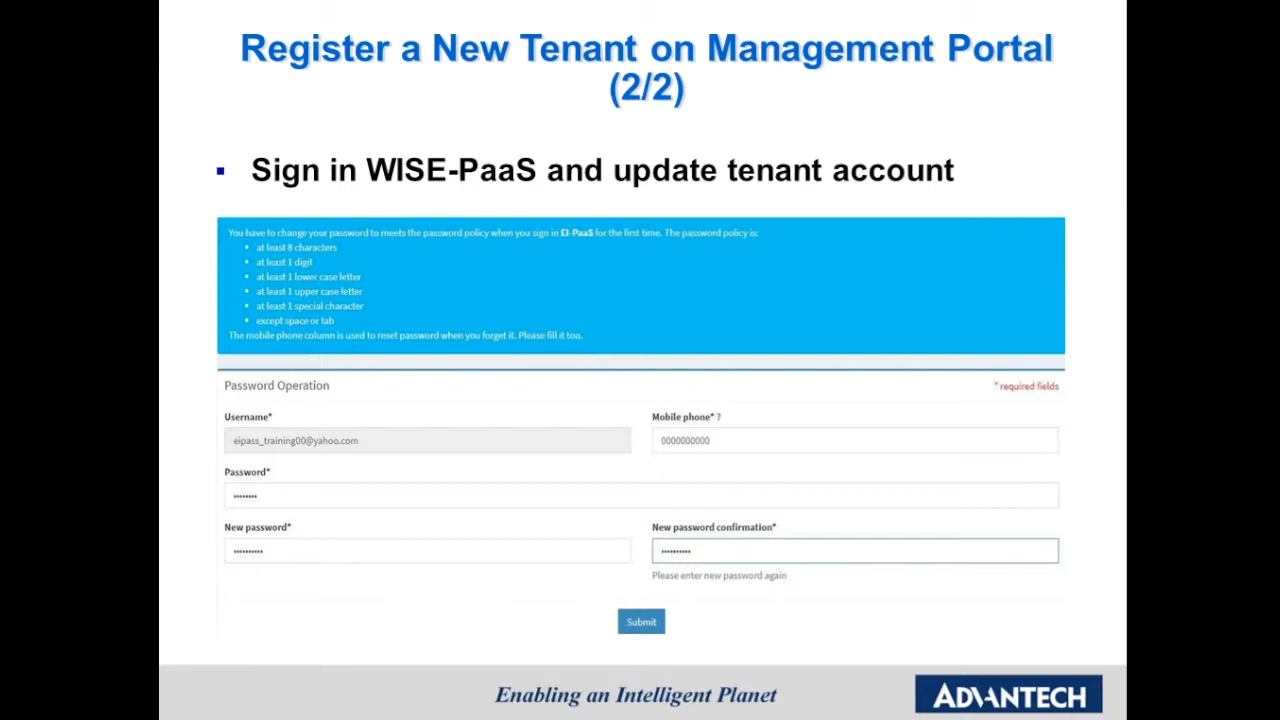 Register a New Tenant on Management Portal
(2/2)
Sign in WISE-PaaS and update tenant account
You have to change your password to meets the password policy when you sign in EI-PaaS for the first time. The password policy is:
at least 8 characters
at least 1 digit
at least 1 lower case letter
at least 1 upper case letter
at least 1 special character
except space or tab
The mobile phone column is used to reset password when you forget it. Please fill it too.
Password Operation
* required fields
Username*
Mobile phone* ?
eipass_training00@yahoo.com
0000000000
Password*
••••••••
New password*
New password confirmation*
••••••••••
••••••••••
Please enter new password again
Submit
Enabling an Intelligent Planet
ADVANTECH